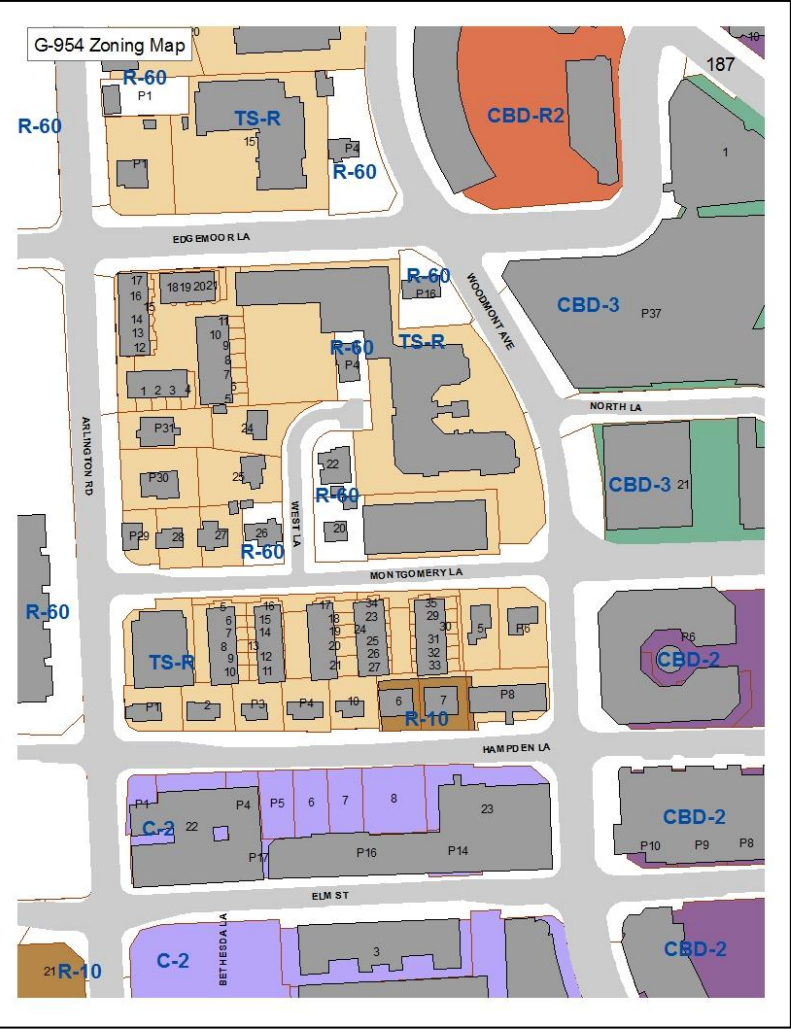 G-954 Zoning Map
20
19
187
R-60
P1
R-60
TS-R
CBD-R2
15
P4
1
P1
R-60
EDGEMOOR LA
17
18 19 20 21
R-60
P16
WOODMONT AVE
16
15
CBD-3
P37
14
11
13
10
R-60
TS-R
12
9
8
P4
7
1 2 3 4
6
5
NORTH LA
ARLINGTON RD
P31
24
22
P30
25
R-60
CBD-3
21
WEST LA
P29
28
27
26
20
R-60
MONTGOMERY LA
R-60
5
16
17
34
35
6
15
18
23
29
7
14
19
24
30
5
P6
P6
8
13
20
25
31
TS-R
9
12
26
32
CBD-2
10
11
21
27
33
P1
2
P3
P4
10
6
7
P8
R-10
HAMPDEN LA
P1
P4
P5
6
7
8
23
C-2
22
CBD-2
P17
P16
P14
P10
P9
P8
ELM ST
BETHESDA LA
3
CBD-2
C-2
21
R-10